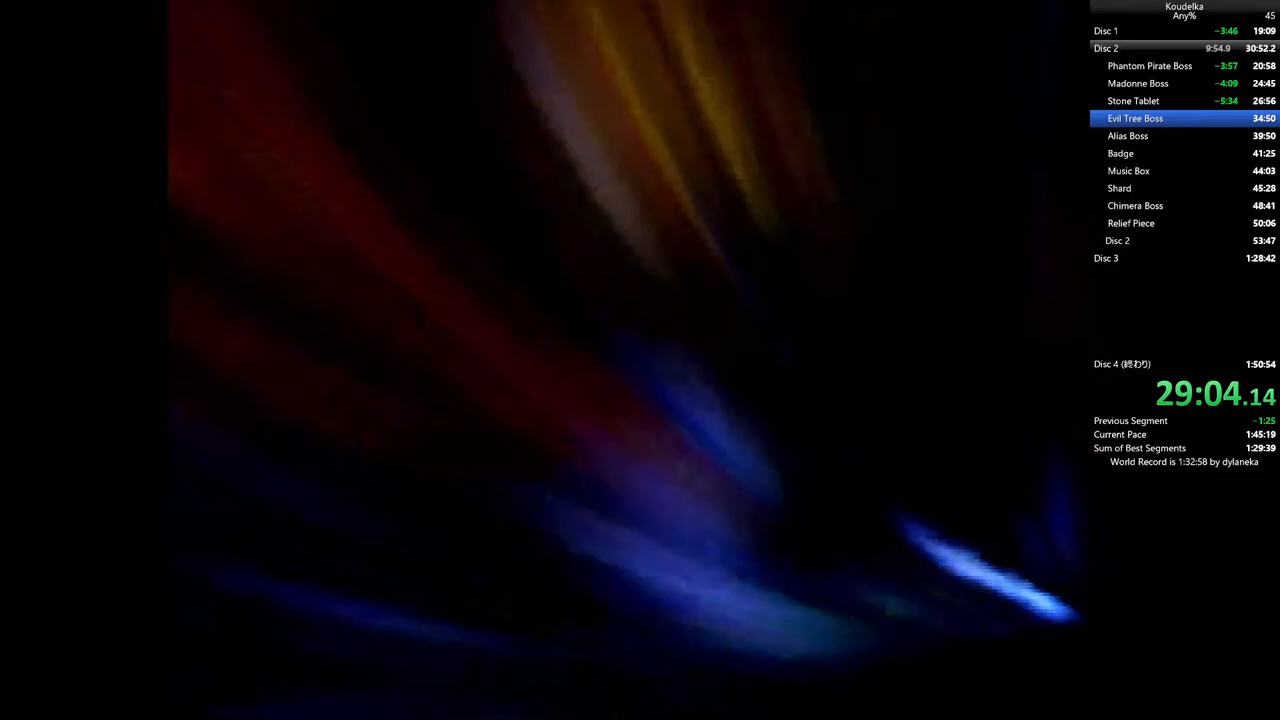 Koudelka
Any% 45
Disc 1 −3:46 19:09
Disc 2 9:54.9 30:52.2
Phantom Pirate Boss −3:57 20:58
Madonne Boss −4:09 24:45
Stone Tablet −5:34 26:56
Evil Tree Boss 34:50
Alias Boss 39:50
Badge 41:25
Music Box 44:03
Shard 45:28
Chimera Boss 48:41
Relief Piece 50:06
Disc 2 53:47
Disc 3 1:28:42
Disc 4 (終わり) 1:50:54
29:04.14
Previous Segment −1:25
Current Pace 1:45:19
Sum of Best Segments 1:29:39
World Record is 1:32:58 by dylaneka